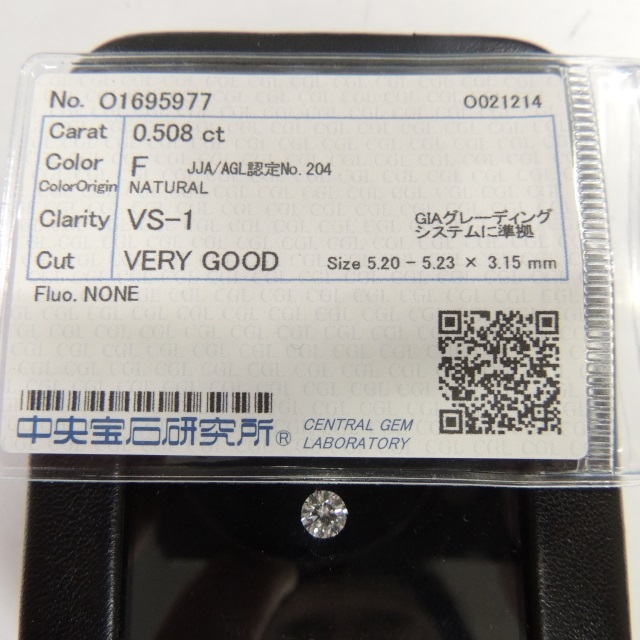 No. O1695977 O021214
Carat 0.508 ct
Color F JJA/AGL認定No.204
ColorOrigin NATURAL
Clarity VS-1 GIAグレーディング
システムに準拠
Cut VERY GOOD Size 5.20 - 5.23 × 3.15 mm
Fluo. NONE
中央宝石研究所® CENTRAL GEM
LABORATORY